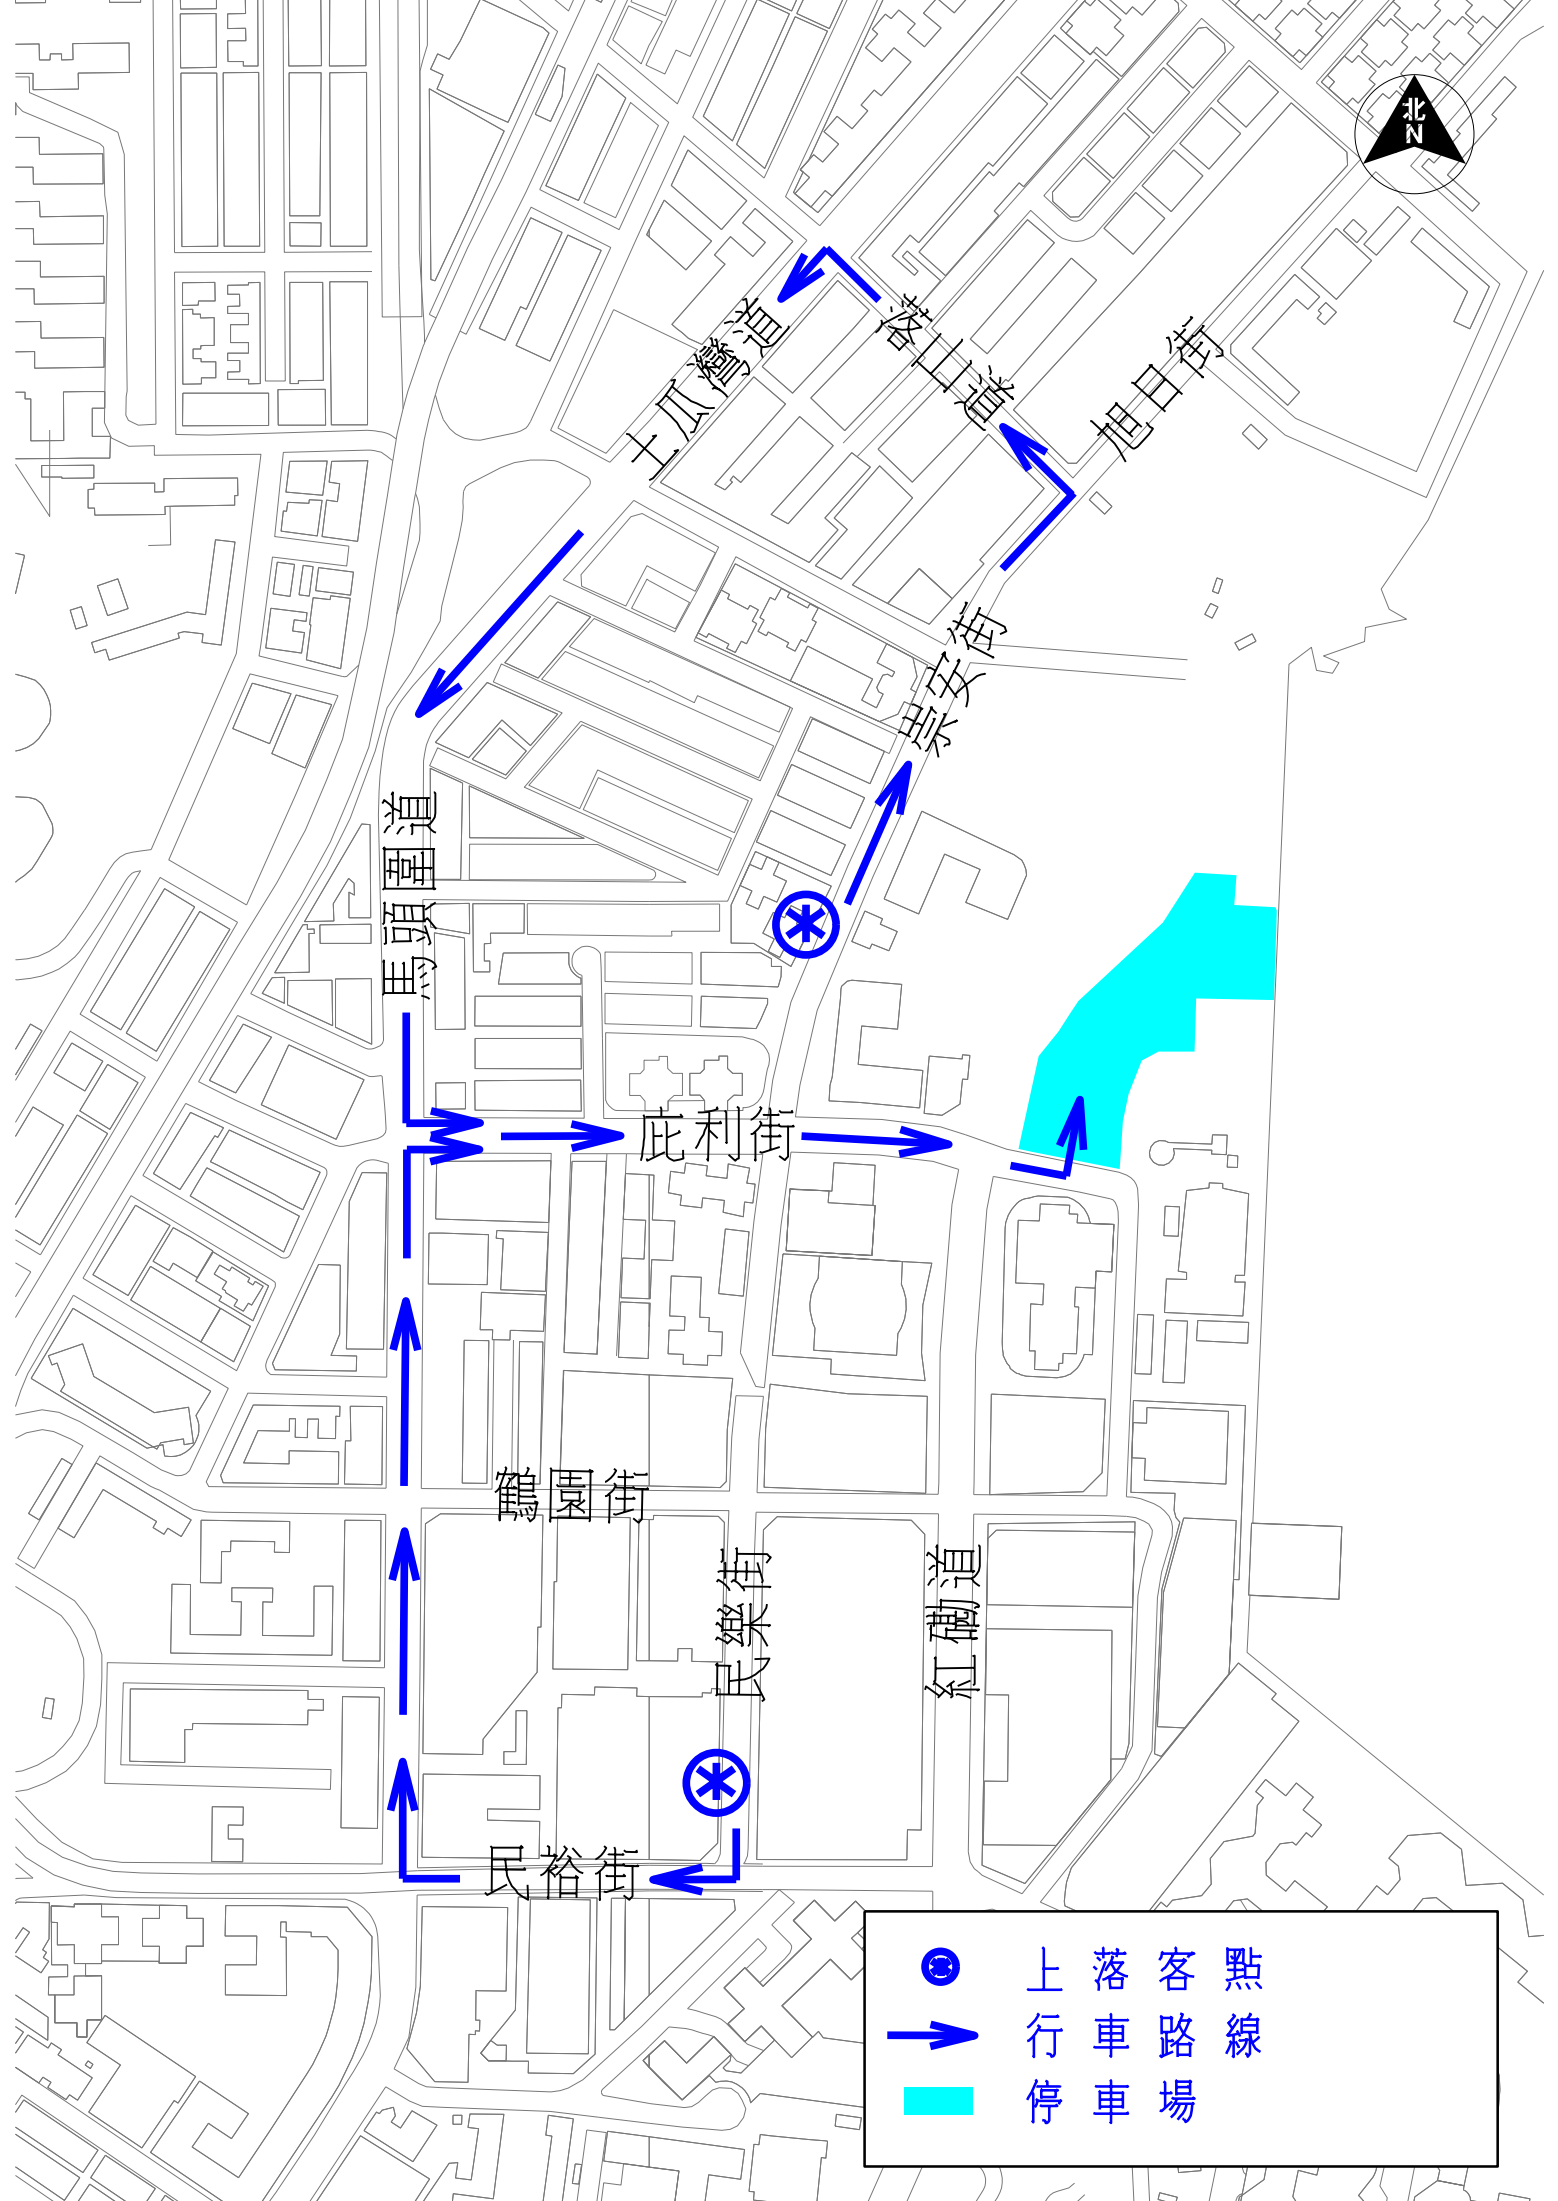 北
N
落山道
土瓜灣道
旭日街
崇安街
馬頭圍道
庇利街
鶴園街
民樂街
紅磡道
民裕街
上落客點
行車路線
停車場